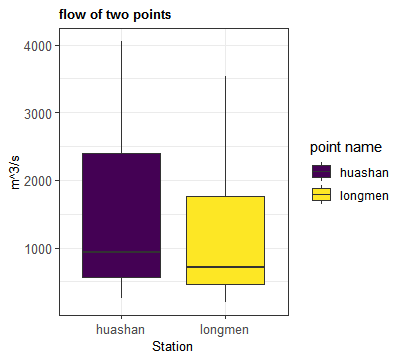 flow of two points
4000
3000
2000
1000
m^3/s
huashan
longmen
Station
point name
huashan
longmen